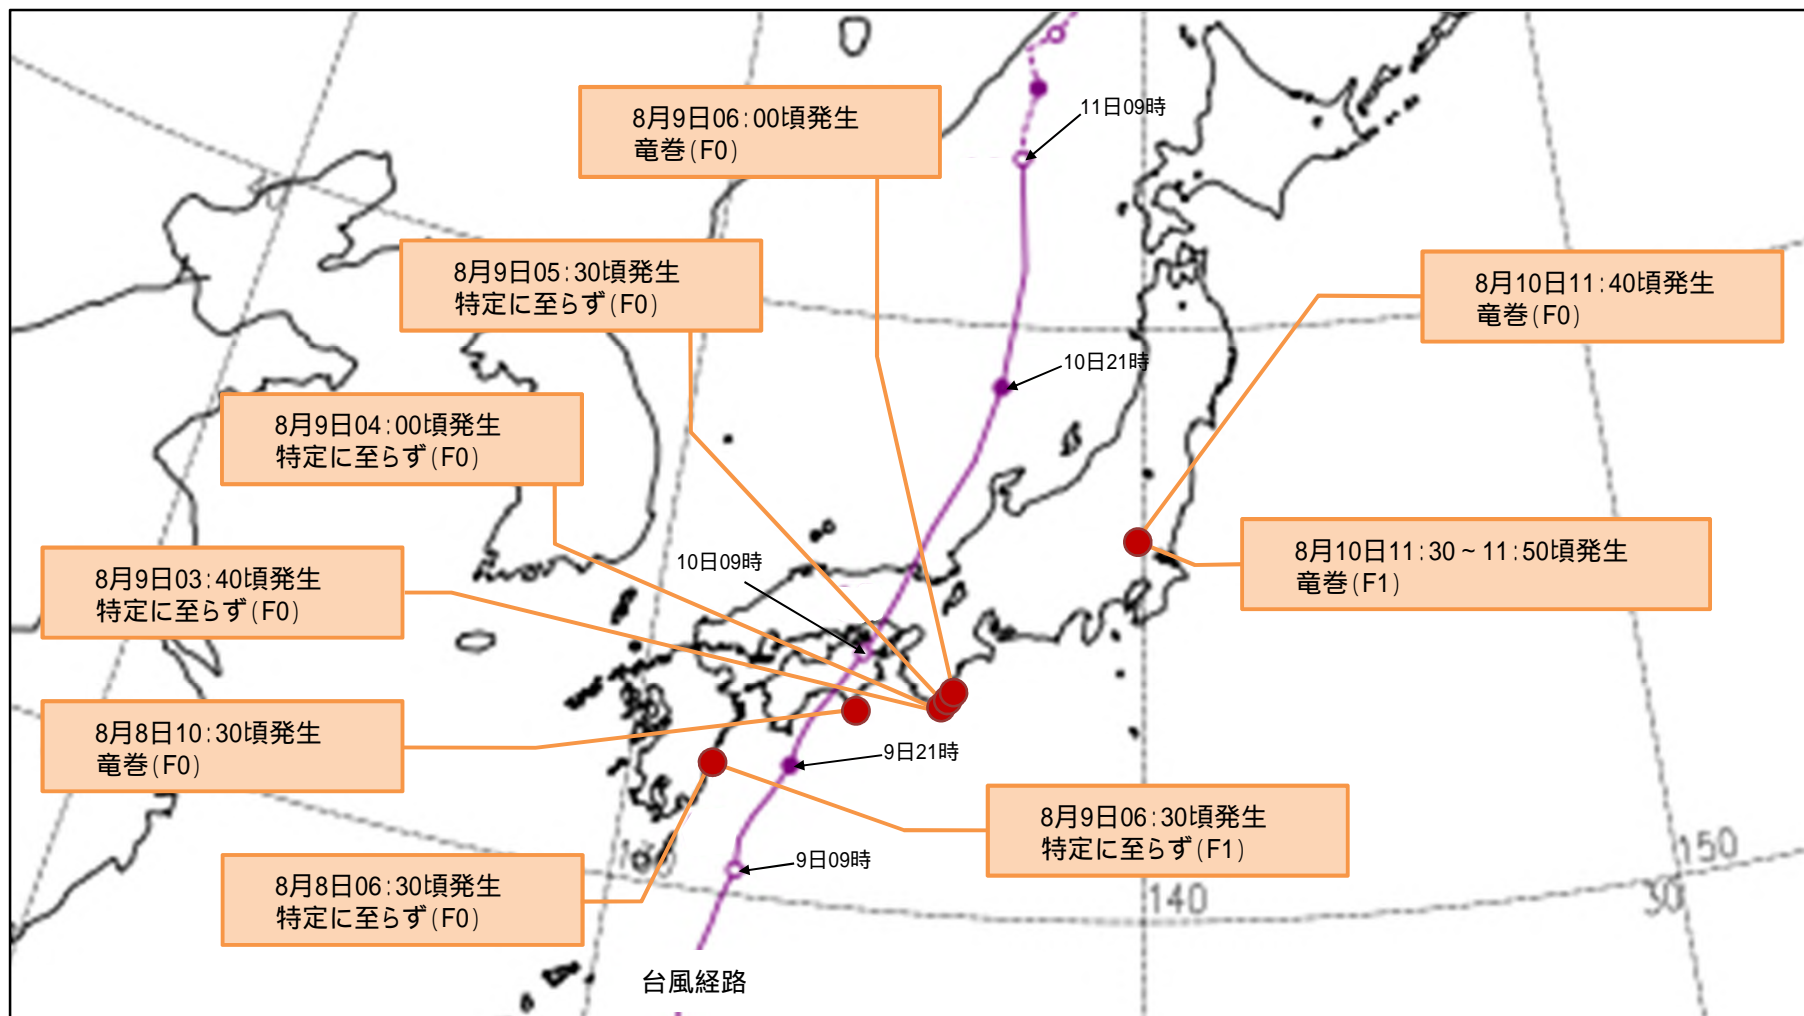 8月9日06:00頃発生
竜巻(F0)
11日09時
8月9日05:30頃発生
特定に至らず(F0)
8月10日11:40頃発生
竜巻(F0)
10日21時
8月9日04:00頃発生
特定に至らず(F0)
8月10日11:30~11:50頃発生
竜巻(F1)
10日09時
8月9日03:40頃発生
特定に至らず(F0)
8月8日10:30頃発生
竜巻(F0)
9日21時
8月9日06:30頃発生
特定に至らず(F1)
9日09時
8月8日06:30頃発生
特定に至らず(F0)
150
140
30
台風経路